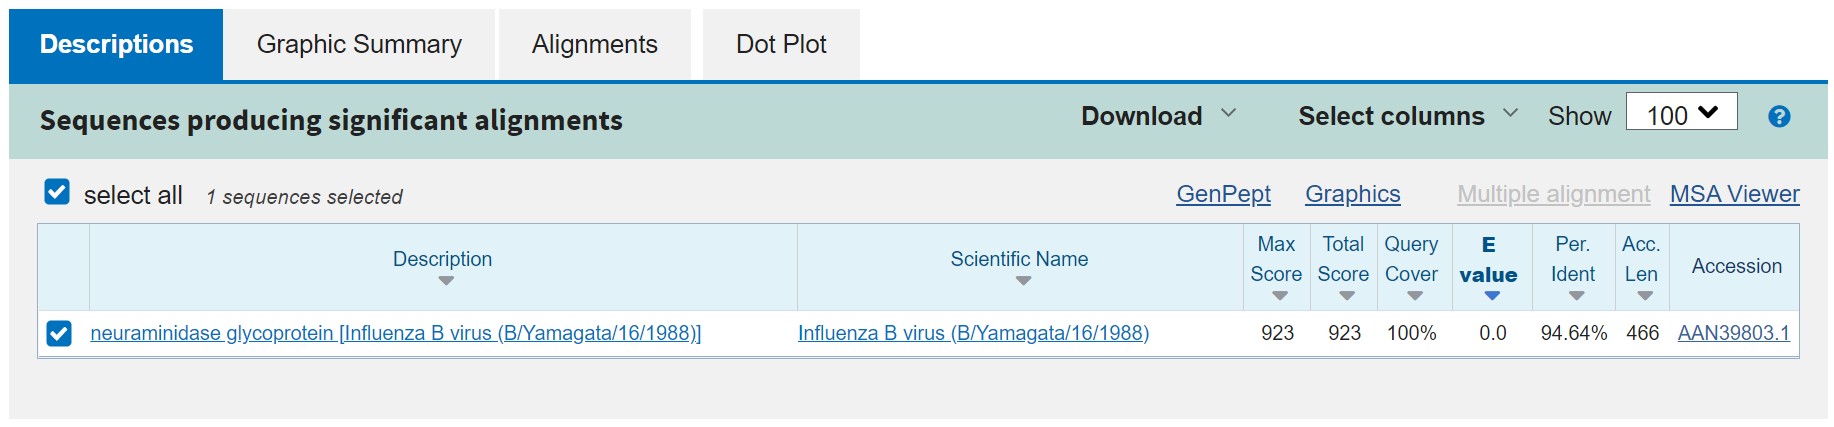 Descriptions Graphic Summary Alignments Dot Plot
Sequences producing significant alignments Download Select columns Show 100 ?
select all 1 sequences selected GenPept Graphics Multiple alignment MSA Viewer
Description Scientific Name Max Score Total Score Query Cover E value Per. Ident Acc. Len Accession
neuraminidase glycoprotein [Influenza B virus (B/Yamagata/16/1988)] Influenza B virus (B/Yamagata/16/1988) 923 923 100% 0.0 94.64% 466 AAN39803.1